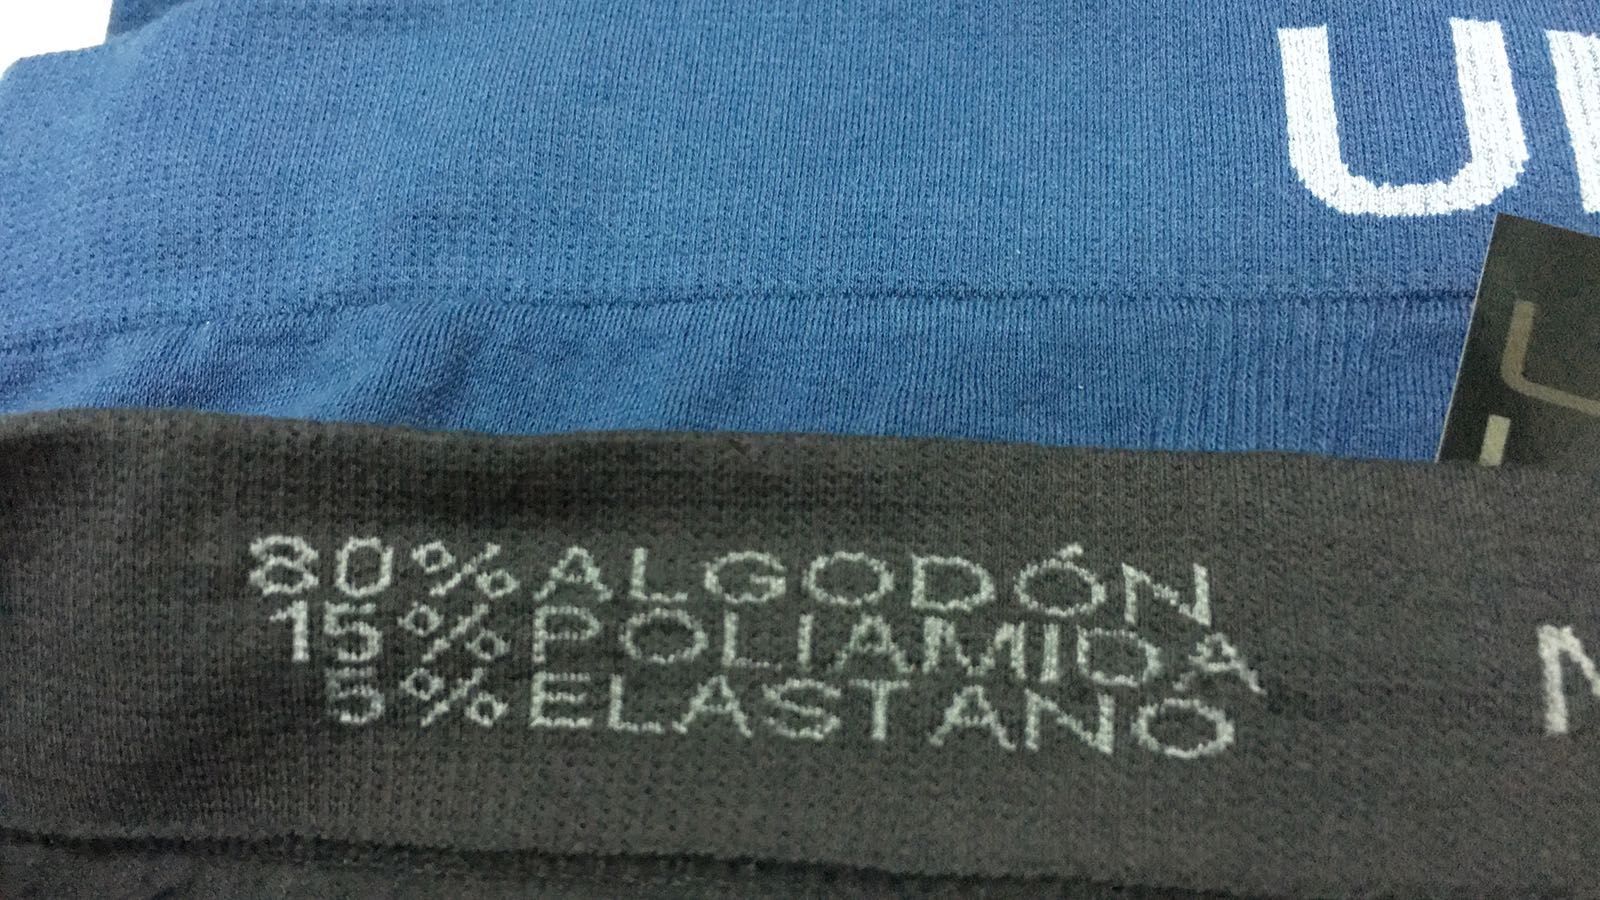 80% ALGODÓN
15% POLIAMIDA
5% ELASTANO